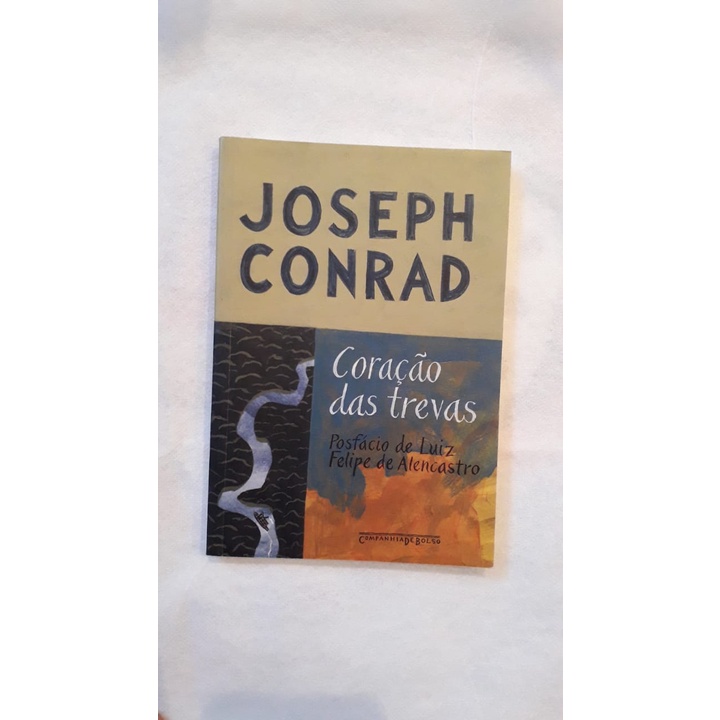 JOSEPH
CONRAD
Coração
das trevas
Posfácio de Luiz
Felipe de Alencastro
COMPANHIA DE BOLSO